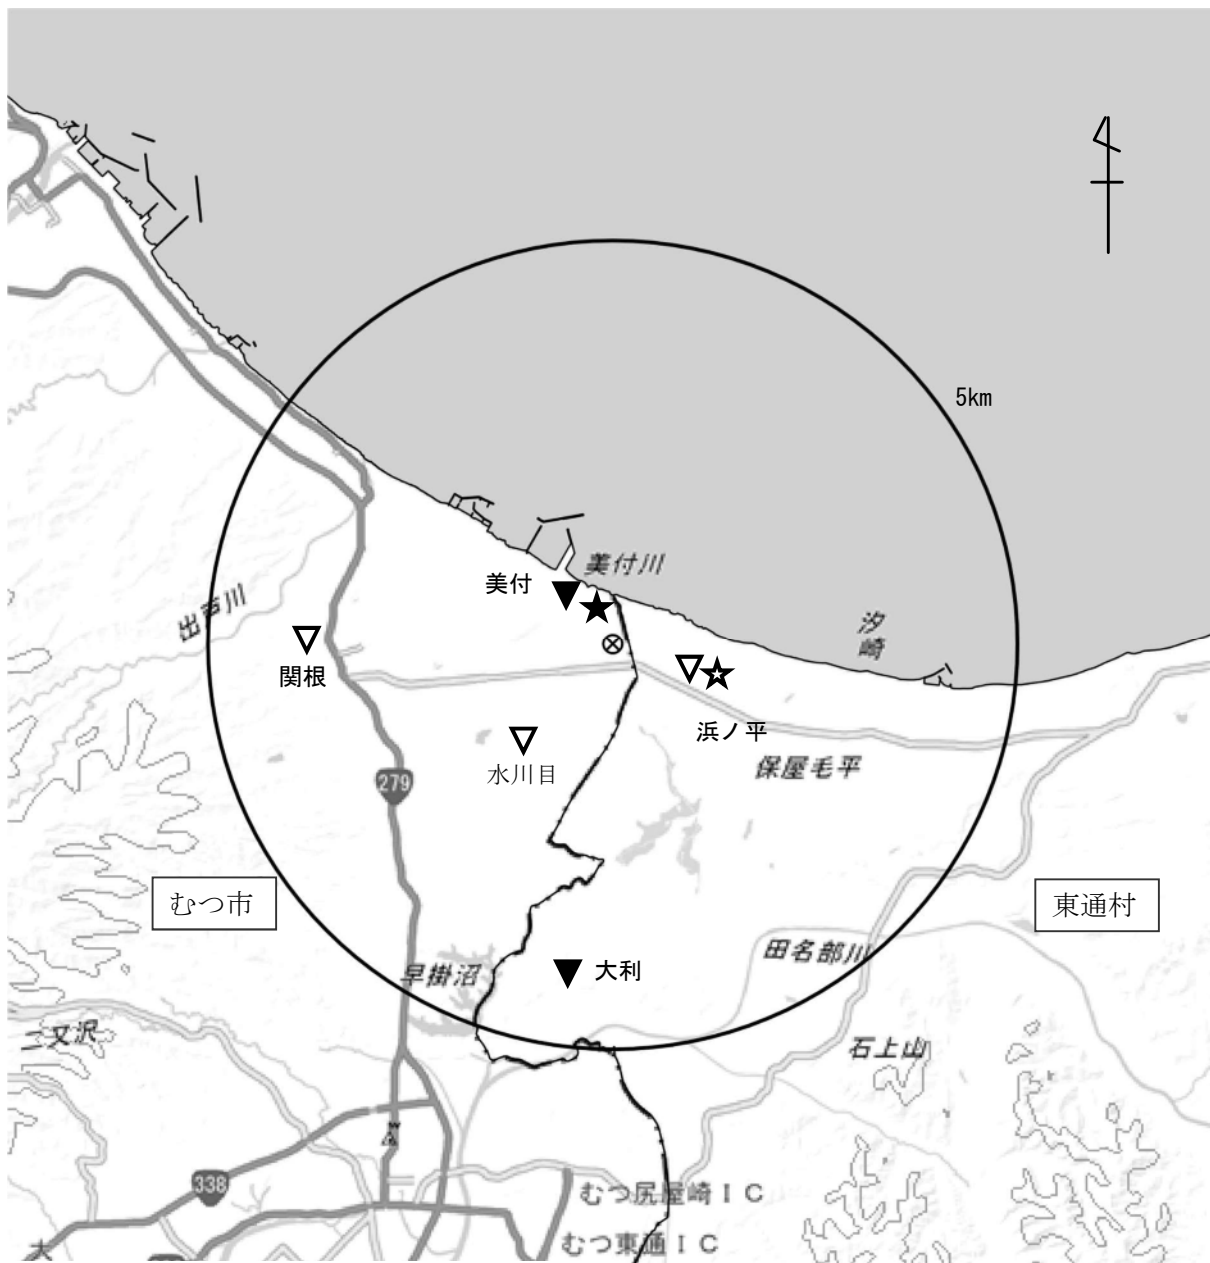 5km
美付川
美付
出戸川
汐
崎
関根
浜ノ平
水川目
保屋毛平
279
むつ市
東通村
田名部川
大利
早掛沼
二又沢
石上山
338
むつ尻屋崎IC
むつ東通IC
大